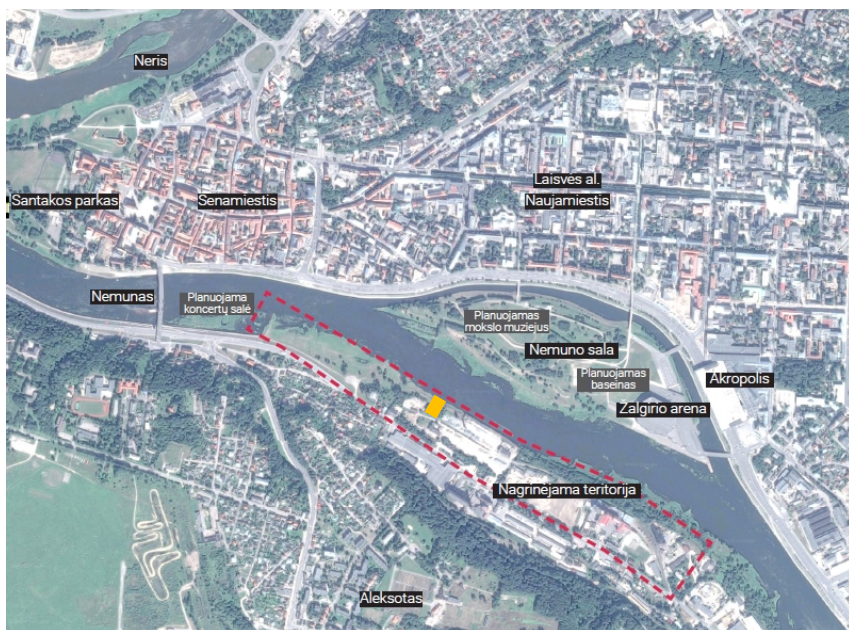 Neris
Laisvės al.
Santakos parkas
Senamiestis
Naujamiestis
Nemunas
Planuojama
koncertų salė
Planuojamas
mokslo muziejus
Nemuno sala
Planuojamas
baseinas
Akropolis
Žalgirio arena
Nagrinėjama teritorija
Aleksotas